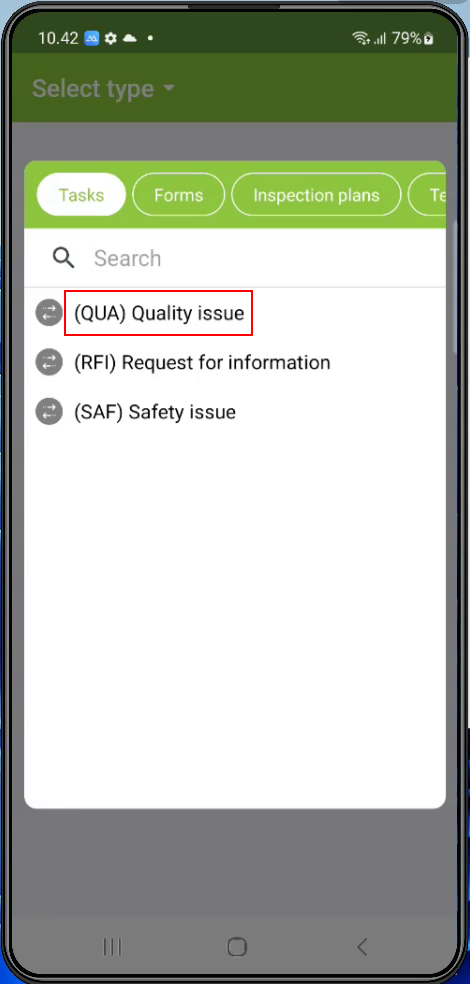 10.42 79%
Select type
Tasks Forms Inspection plans Te
Search
(QUA) Quality issue
(RFI) Request for information
(SAF) Safety issue